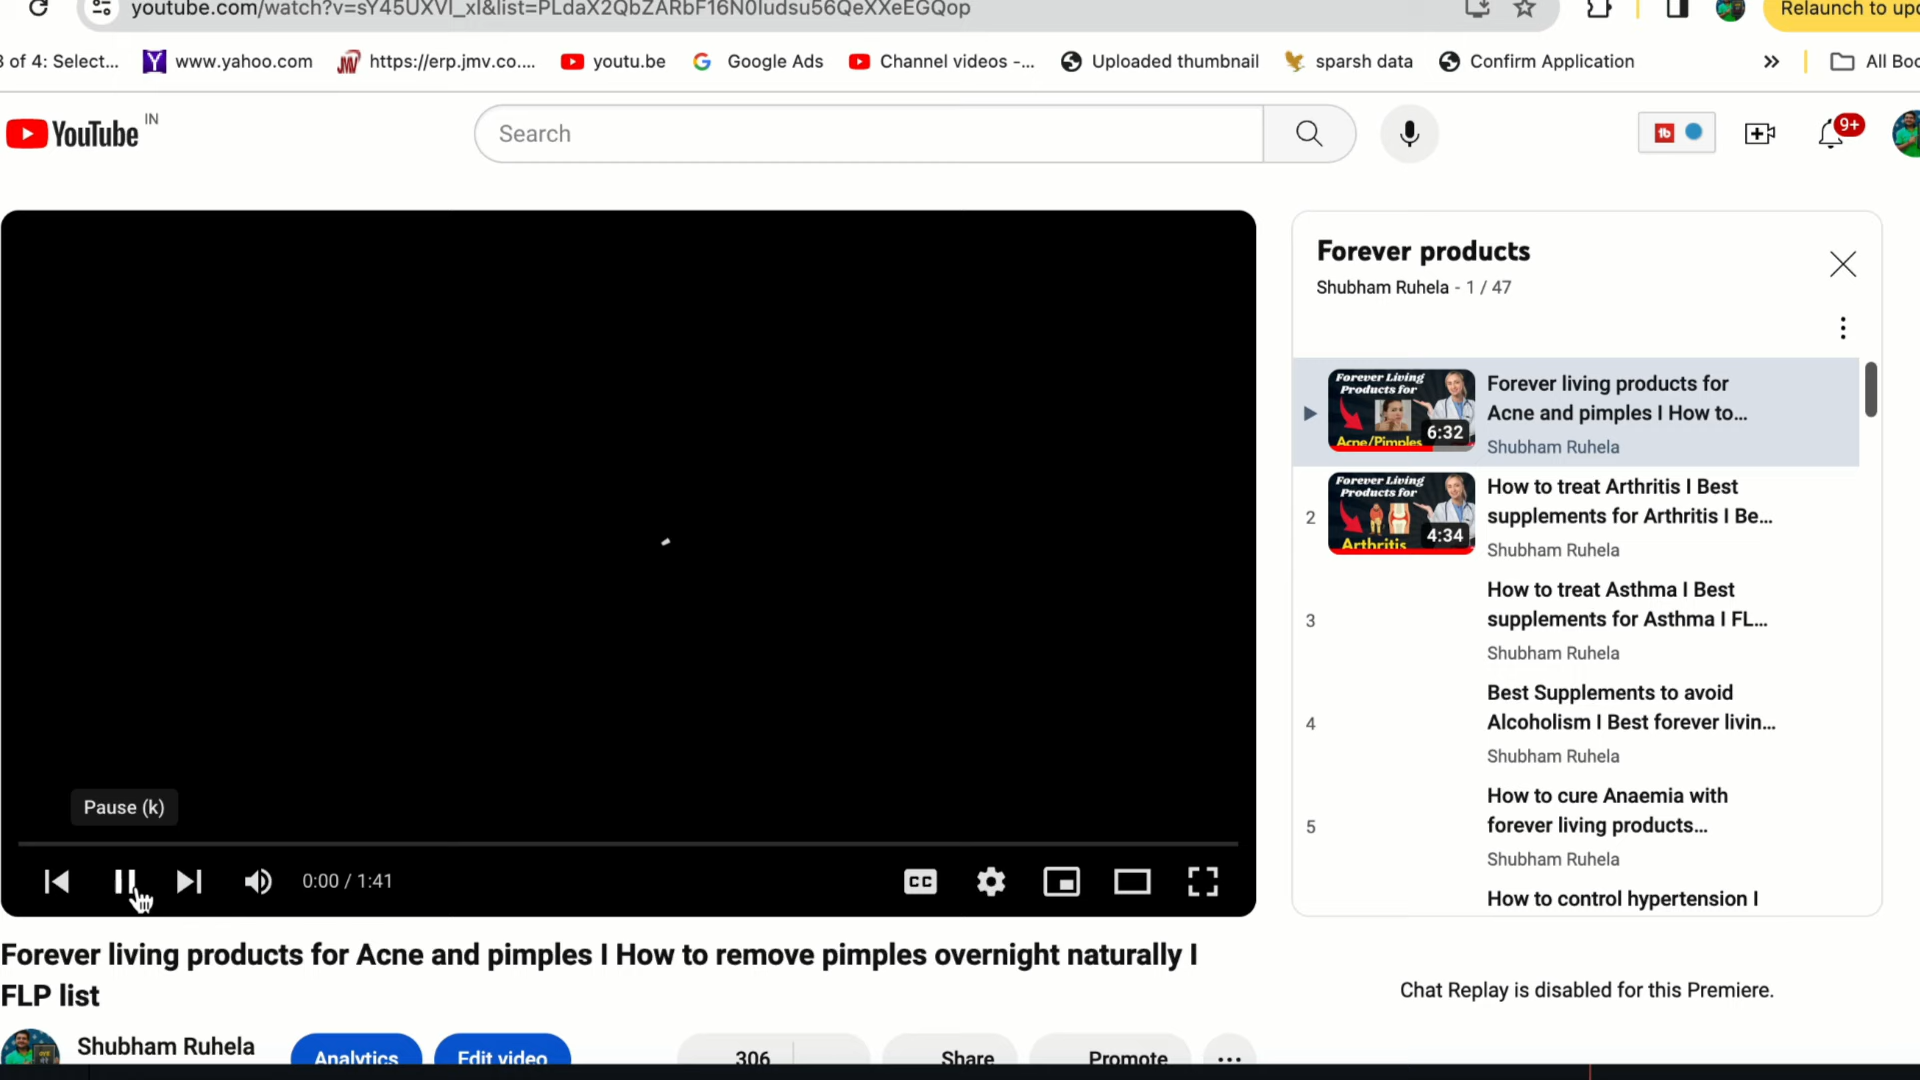 youtube.com/watch?v=sY45UXVI_xI&list=PLdaX2QbZARbF16N0Iudsu56QeXXeEGQop
Relaunch to upd
3 of 4: Select... www.yahoo.com https://erp.jmv.co.... youtu.be Google Ads Channel videos -... Uploaded thumbnail sparsh data Confirm Application » All Boo
YouTube IN
Search
9+
Forever products
Shubham Ruhela - 1 / 47
Forever Living
Products for
Acne/Pimples
6:32
Forever living products for
Acne and pimples I How to...
Shubham Ruhela
2
Forever Living
Products for
Arthritis
4:34
How to treat Arthritis I Best
supplements for Arthritis I Be...
Shubham Ruhela
3
How to treat Asthma I Best
supplements for Asthma I FL...
Shubham Ruhela
4
Best Supplements to avoid
Alcoholism I Best forever livin...
Shubham Ruhela
5
How to cure Anaemia with
forever living products...
Shubham Ruhela
How to control hypertension I
Pause (k)
0:00 / 1:41
CC
Forever living products for Acne and pimples I How to remove pimples overnight naturally I
FLP list
Chat Replay is disabled for this Premiere.
Shubham Ruhela
Analytics Edit video 306 Share Promote ...